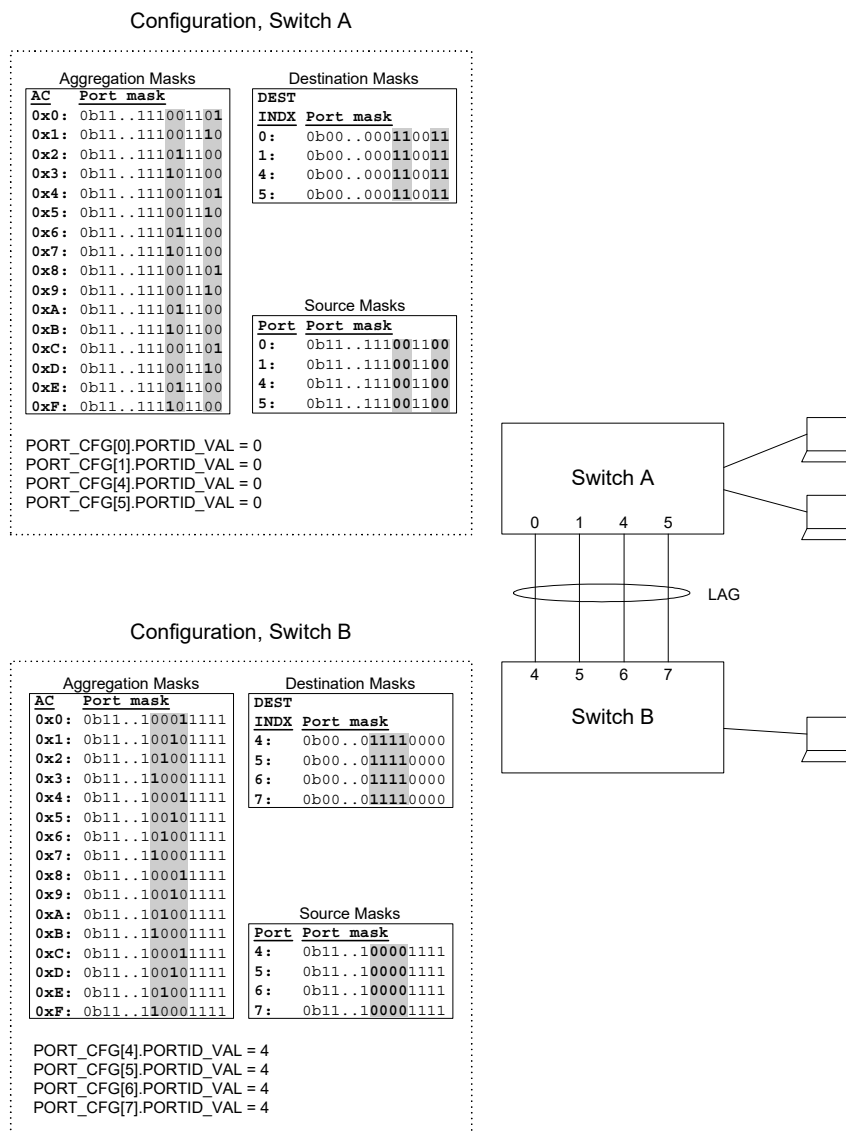 Configuration, Switch A
Aggregation Masks
AC Port mask
0x0: 0b11..111001101
0x1: 0b11..111001110
0x2: 0b11..111011100
0x3: 0b11..111101100
0x4: 0b11..111001101
0x5: 0b11..111001110
0x6: 0b11..111011100
0x7: 0b11..111101100
0x8: 0b11..111001101
0x9: 0b11..111001110
0xA: 0b11..111011100
0xB: 0b11..111101100
0xC: 0b11..111001101
0xD: 0b11..111001110
0xE: 0b11..111011100
0xF: 0b11..111101100
Destination Masks
DEST
INDX Port mask
0: 0b00..000110011
1: 0b00..000110011
4: 0b00..000110011
5: 0b00..000110011
Source Masks
Port Port mask
0: 0b11..111001100
1: 0b11..111001100
4: 0b11..111001100
5: 0b11..111001100
PORT_CFG[0].PORTID_VAL = 0
PORT_CFG[1].PORTID_VAL = 0
PORT_CFG[4].PORTID_VAL = 0
PORT_CFG[5].PORTID_VAL = 0
Switch A
0 1 4 5
LAG
4 5 6 7
Switch B
Configuration, Switch B
Aggregation Masks
AC Port mask
0x0: 0b11..100011111
0x1: 0b11..100101111
0x2: 0b11..101001111
0x3: 0b11..110001111
0x4: 0b11..100011111
0x5: 0b11..100101111
0x6: 0b11..101001111
0x7: 0b11..110001111
0x8: 0b11..100011111
0x9: 0b11..100101111
0xA: 0b11..101001111
0xB: 0b11..110001111
0xC: 0b11..100011111
0xD: 0b11..100101111
0xE: 0b11..101001111
0xF: 0b11..110001111
Destination Masks
DEST
INDX Port mask
4: 0b00..011110000
5: 0b00..011110000
6: 0b00..011110000
7: 0b00..011110000
Source Masks
Port Port mask
4: 0b11..100001111
5: 0b11..100001111
6: 0b11..100001111
7: 0b11..100001111
PORT_CFG[4].PORTID_VAL = 4
PORT_CFG[5].PORTID_VAL = 4
PORT_CFG[6].PORTID_VAL = 4
PORT_CFG[7].PORTID_VAL = 4